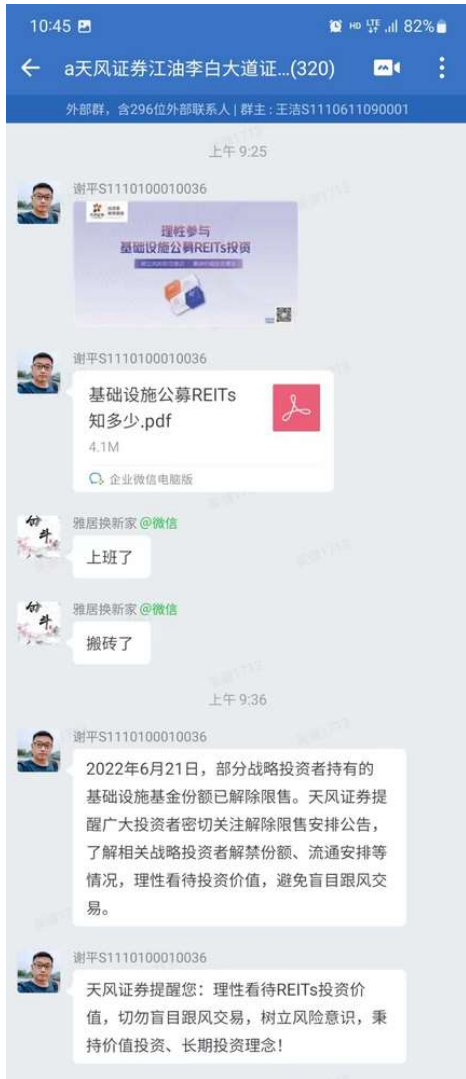 10:45
HD LTE 82%
a天风证券江油李白大道证...(320)
外部群，含296位外部联系人 | 群主：王洁S1110611090001
上午 9:25
谢平S1110100010036
理性参与
基础设施公募REITs投资
谢平S1110100010036
基础设施公募REITs
知多少.pdf
4.1M
企业微信电脑版
雅居换新家 @微信
上班了
雅居换新家 @微信
搬砖了
上午 9:36
谢平S1110100010036
2022年6月21日，部分战略投资者持有的
基础设施基金份额已解除限售。天风证券提
醒广大投资者密切关注解除限售安排公告，
了解相关战略投资者解禁份额、流通安排等
情况，理性看待投资价值，避免盲目跟风交
易。
谢平S1110100010036
天风证券提醒您：理性看待REITs投资价
值，切勿盲目跟风交易，树立风险意识，秉
持价值投资、长期投资理念！